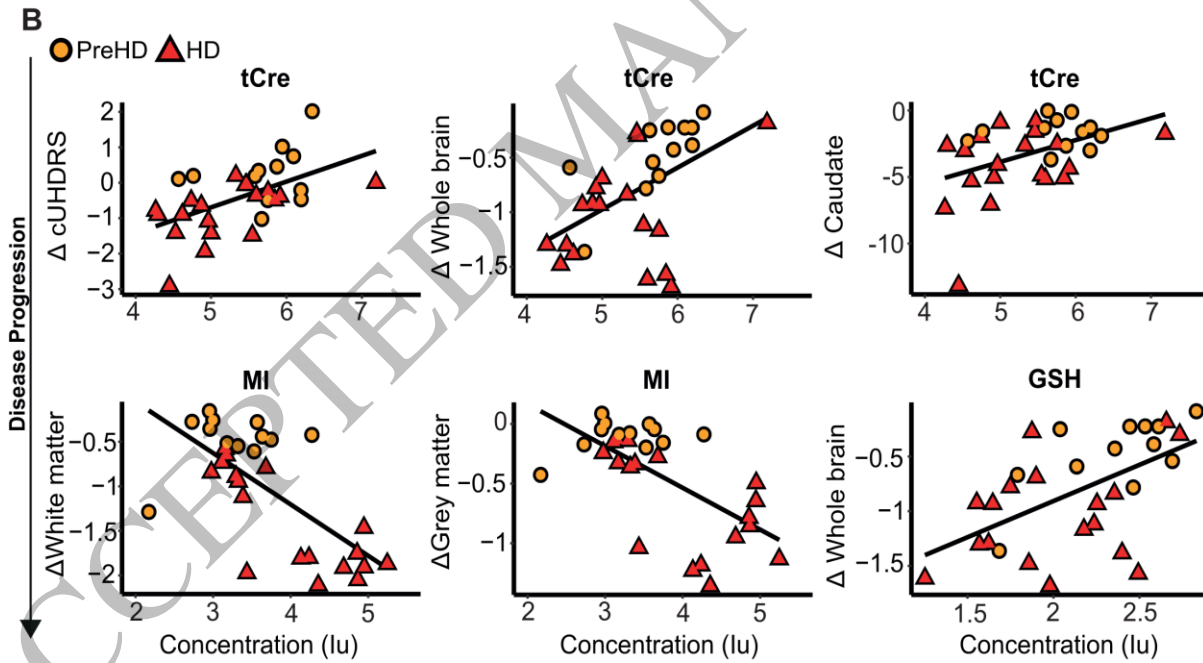 B
PreHD HD
Disease Progression
tCre
Δ cUHDRS
2
1
0
−1
−2
−3
4 5 6 7
tCre
Δ Whole brain
−0.5
−1
−1.5
4 5 6 7
tCre
Δ Caudate
0
−5
−10
4 5 6 7
MI
ΔWhite matter
−0.5
−1
−1.5
−2
2 3 4 5
Concentration (Iu)
MI
ΔGrey matter
0
−0.5
−1
2 3 4 5
Concentration (Iu)
GSH
Δ Whole brain
−0.5
−1
−1.5
1.5 2 2.5
Concentration (Iu)
CCEPTED MA